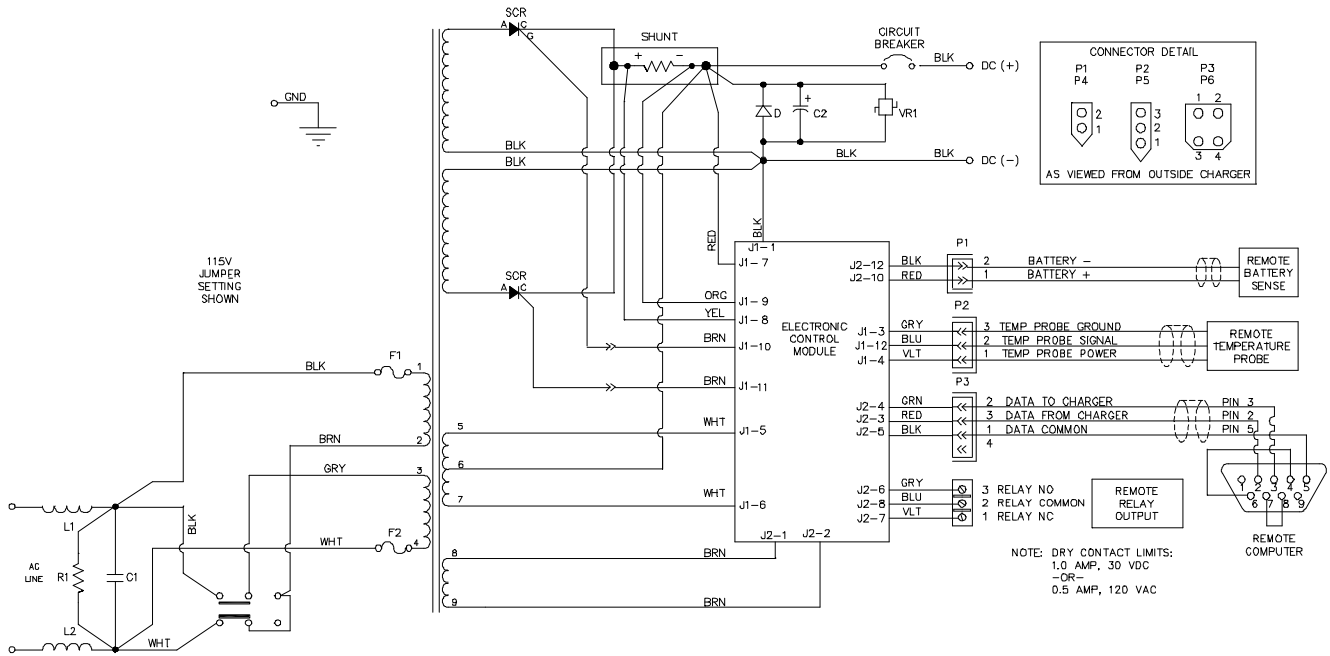 SCR
A C
G
SHUNT
+ −
CIRCUIT
BREAKER
BLK
DC (+)
CONNECTOR DETAIL
P1 P2 P3
P4 P5 P6
1 2
2 3
1 2
1
3 4
AS VIEWED FROM OUTSIDE CHARGER
GND
D
+
C2
VR1
BLK
BLK
BLK
BLK
DC (−)
115V
JUMPER
SETTING
SHOWN
RED
BLK
J1-1
J1-7
SCR
A C
ORG
J1-9
YEL
J1-8
BRN
J1-10
BRN
J1-11
WHT
J1-5
WHT
J1-6
J2-1
J2-2
ELECTRONIC
CONTROL
MODULE
P1
J2-12 BLK 2 BATTERY −
J2-10 RED 1 BATTERY +
REMOTE
BATTERY
SENSE
P2
J1-3 GRY 3 TEMP PROBE GROUND
J1-12 BLU 2 TEMP PROBE SIGNAL
J1-4 VLT 1 TEMP PROBE POWER
REMOTE
TEMPERATURE
PROBE
P3
J2-4 GRN 2 DATA TO CHARGER PIN 3
J2-3 RED 3 DATA FROM CHARGER PIN 2
J2-5 BLK 1 DATA COMMON PIN 5
4
1 2 3 4 5
6 7 8 9
REMOTE
COMPUTER
J2-6 GRY 3 RELAY NO
J2-8 BLU 2 RELAY COMMON
J2-7 VLT 1 RELAY NC
REMOTE
RELAY
OUTPUT
NOTE: DRY CONTACT LIMITS:
1.0 AMP, 30 VDC
-OR-
0.5 AMP, 120 VAC
BLK
F1
1
BRN
2
GRY
3
WHT
F2
4
5
6
7
8
BRN
9
BRN
L1
BLK
AC
LINE
R1
C1
L2
WHT